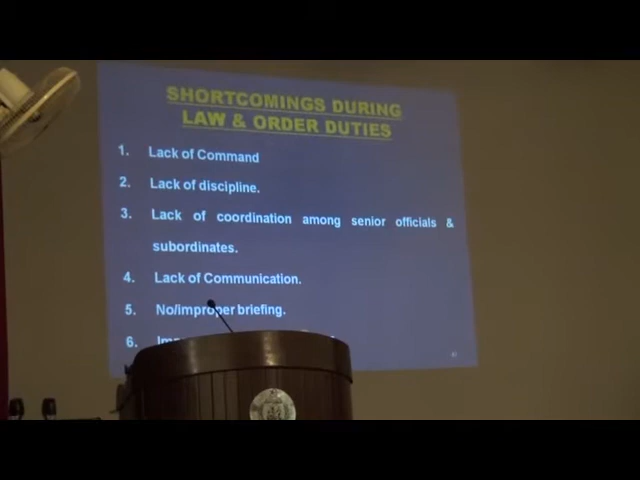 SHORTCOMINGS DURING
LAW & ORDER DUTIES
1. Lack of Command
2. Lack of discipline.
3. Lack of coordination among senior officials &
subordinates.
4. Lack of Communication.
5. No/improper briefing.
6.